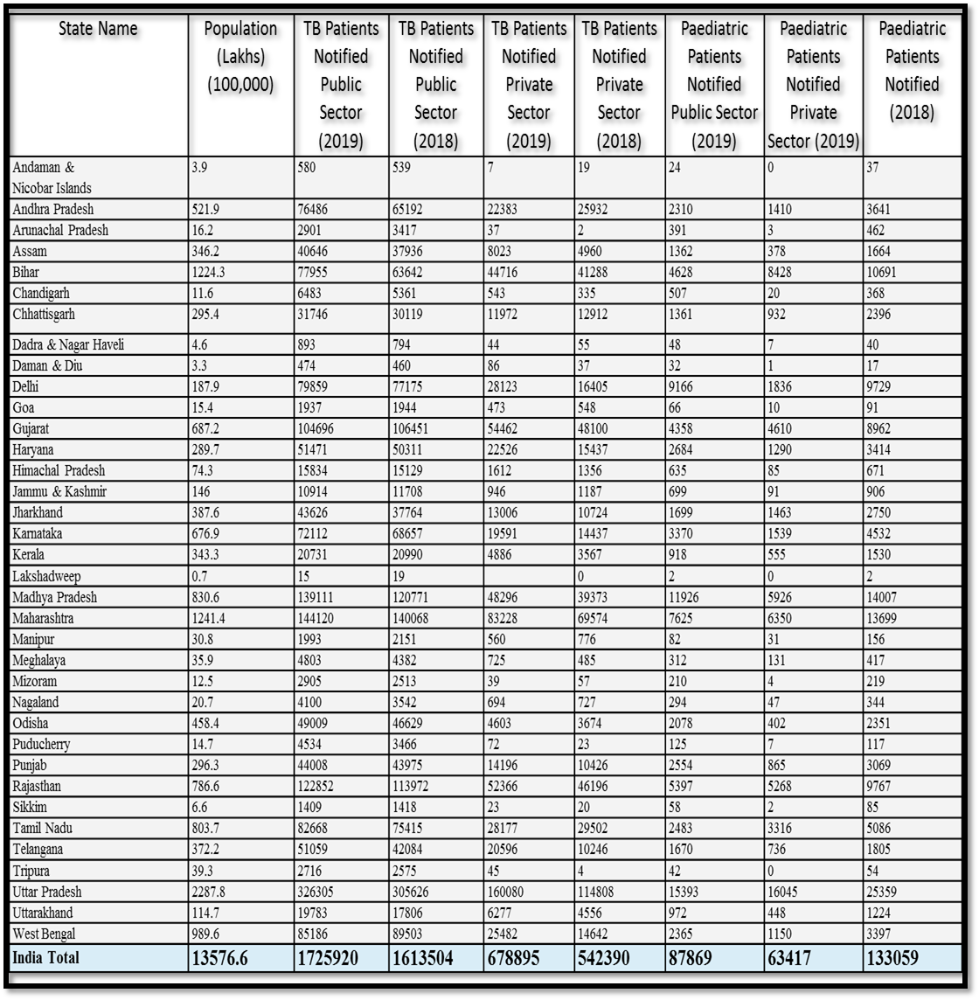 State Name Population (Lakhs) (100,000) TB Patients Notified Public Sector (2019) TB Patients Notified Public Sector (2018) TB Patients Notified Private Sector (2019) TB Patients Notified Private Sector (2018) Paediatric Patients Notified Public Sector (2019) Paediatric Patients Notified Private Sector (2019) Paediatric Patients Notified (2018)
Andaman & Nicobar Islands 3.9 580 539 7 19 24 0 37
Andhra Pradesh 521.9 76486 65192 22383 25932 2310 1410 3641
Arunachal Pradesh 16.2 2901 3417 37 2 391 3 462
Assam 346.2 40646 37936 8023 4960 1362 378 1664
Bihar 1224.3 77955 63642 44716 41288 4628 8428 10691
Chandigarh 11.6 6483 5361 543 335 507 20 368
Chhattisgarh 295.4 31746 30119 11972 12912 1361 932 2396
Dadra & Nagar Haveli 4.6 893 794 44 55 48 7 40
Daman & Diu 3.3 474 460 86 37 32 1 17
Delhi 187.9 79859 77175 28123 16405 9166 1836 9729
Goa 15.4 1937 1944 473 548 66 10 91
Gujarat 687.2 104696 106451 54462 48100 4358 4610 8962
Haryana 289.7 51471 50311 22526 15437 2684 1290 3414
Himachal Pradesh 74.3 15834 15129 1612 1356 635 85 671
Jammu & Kashmir 146 10914 11708 946 1187 699 91 906
Jharkhand 387.6 43626 37764 13006 10724 1699 1463 2750
Karnataka 676.9 72112 68657 19591 14437 3370 1539 4532
Kerala 343.3 20731 20990 4886 3567 918 555 1530
Lakshadweep 0.7 15 19 0 2 0 2
Madhya Pradesh 830.6 139111 120771 48296 39373 11926 5926 14007
Maharashtra 1241.4 144120 140068 83228 69574 7625 6350 13699
Manipur 30.8 1993 2151 560 776 82 31 156
Meghalaya 35.9 4803 4382 725 485 312 131 417
Mizoram 12.5 2905 2513 39 57 210 4 219
Nagaland 20.7 4100 3542 694 727 294 47 344
Odisha 458.4 49009 46629 4603 3674 2078 402 2351
Puducherry 14.7 4534 3466 72 23 125 7 117
Punjab 296.3 44008 43975 14196 10426 2554 865 3069
Rajasthan 786.6 122852 113972 52366 46196 5397 5268 9767
Sikkim 6.6 1409 1418 23 20 58 2 85
Tamil Nadu 803.7 82668 75415 28177 29502 2483 3316 5086
Telangana 372.2 51059 42084 20596 10246 1670 736 1805
Tripura 39.3 2716 2575 45 4 42 0 54
Uttar Pradesh 2287.8 326305 305626 160080 114808 15393 16045 25359
Uttarakhand 114.7 19783 17806 6277 4556 972 448 1224
West Bengal 989.6 85186 89503 25482 14642 2365 1150 3397
India Total 13576.6 1725920 1613504 678895 542390 87869 63417 133059